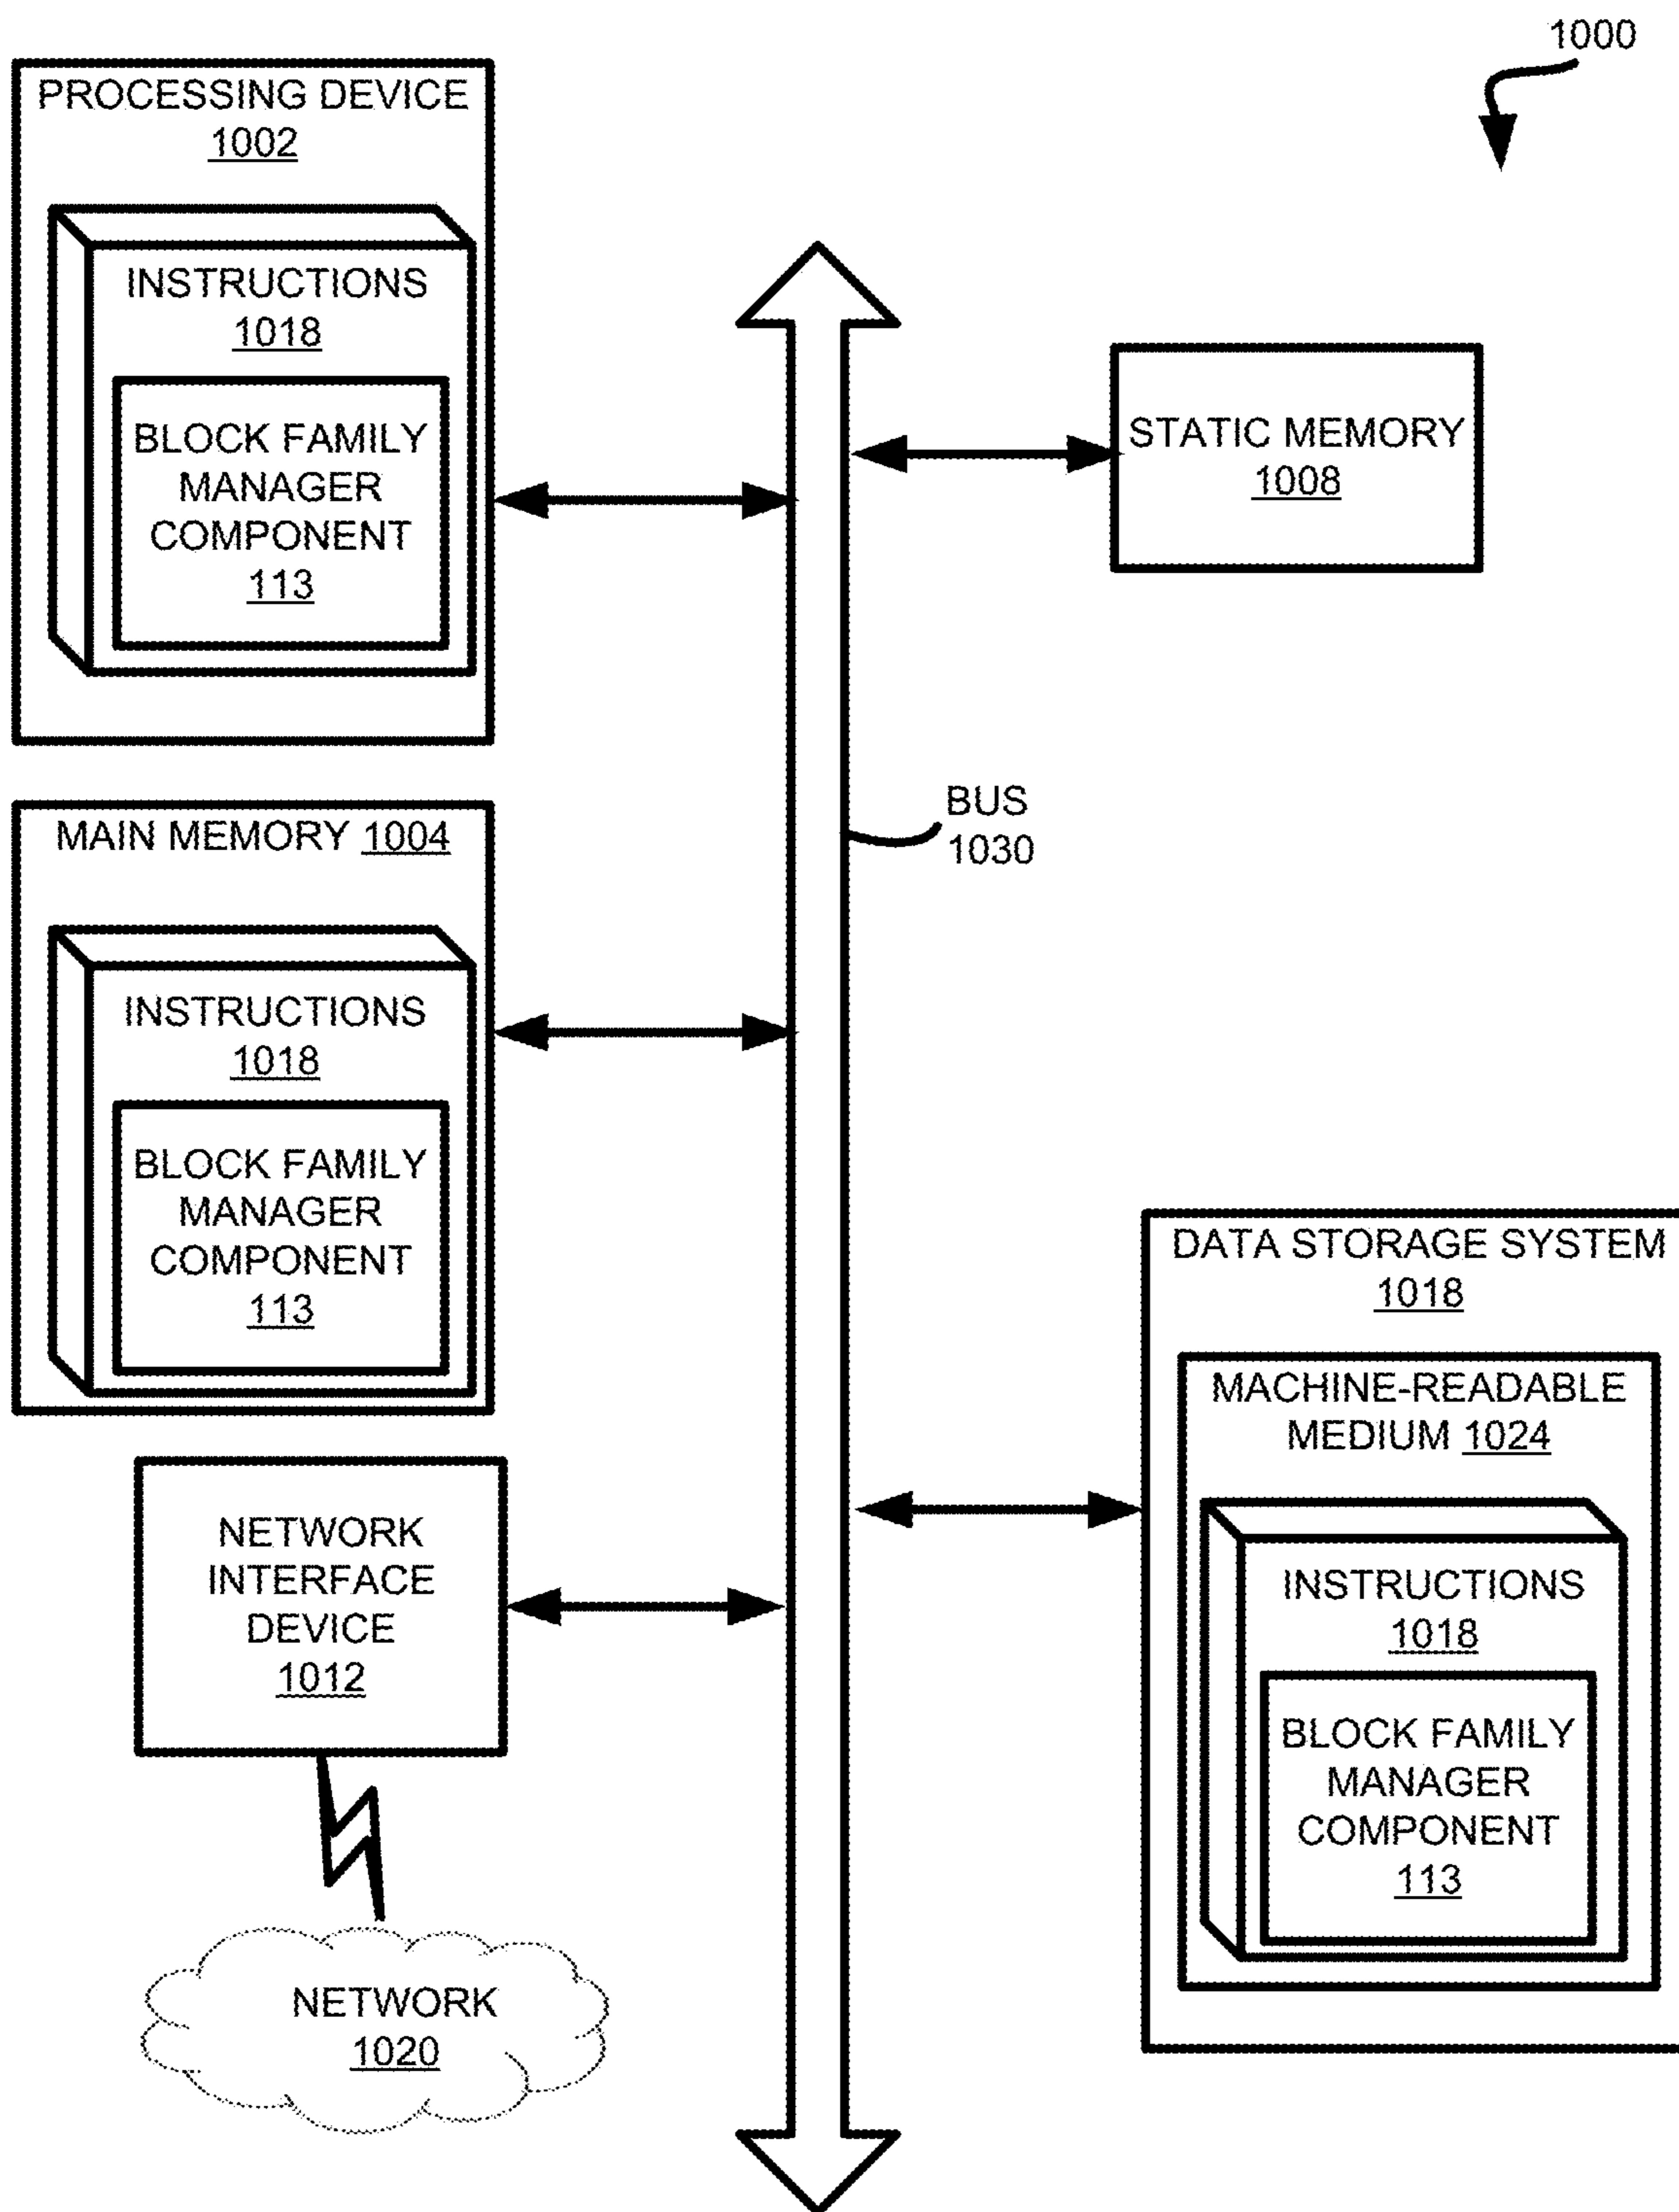 1000
PROCESSING DEVICE
1002
INSTRUCTIONS
1018
BLOCK FAMILY
MANAGER
COMPONENT
113
STATIC MEMORY
1008
BUS
1030
MAIN MEMORY 1004
INSTRUCTIONS
1018
BLOCK FAMILY
MANAGER
COMPONENT
113
DATA STORAGE SYSTEM
1018
MACHINE-READABLE
MEDIUM 1024
INSTRUCTIONS
1018
BLOCK FAMILY
MANAGER
COMPONENT
113
NETWORK
INTERFACE
DEVICE
1012
NETWORK
1020